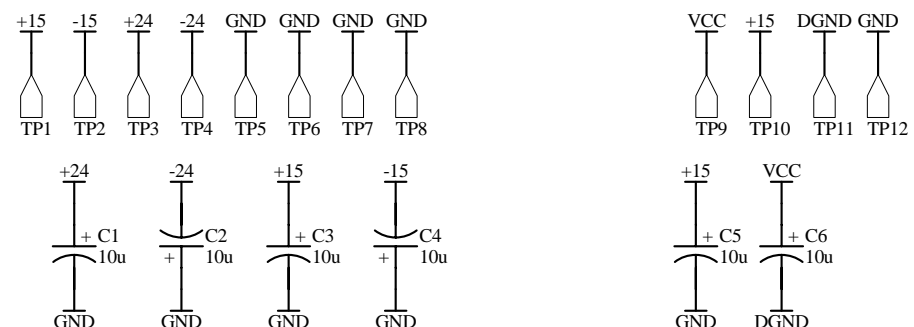 +15 -15 +24 -24 GND GND GND GND VCC +15 DGND GND
TP1 TP2 TP3 TP4 TP5 TP6 TP7 TP8 TP9 TP10 TP11 TP12
+24 -24 +15 -15 +15 VCC
+ C1 C2 + C3 C4 + C5 + C6
10u + 10u 10u + 10u 10u 10u
GND GND GND GND GND DGND